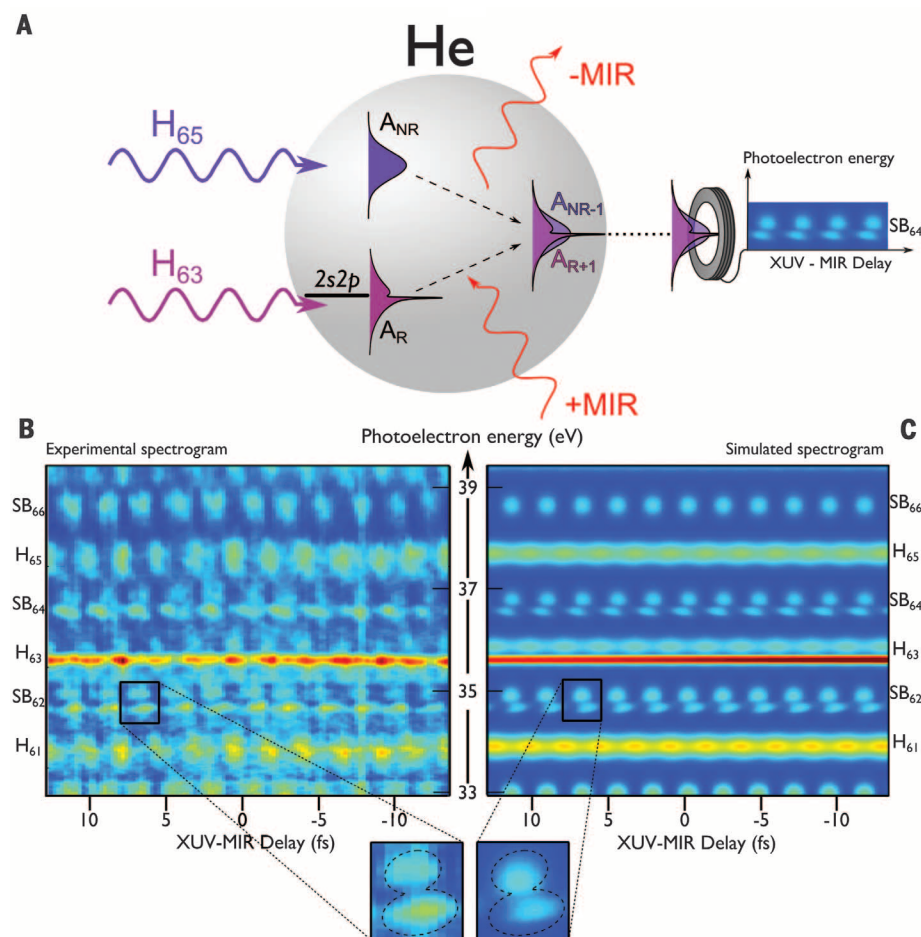 A
He
-MIR
H65
ANR
Photoelectron energy
ANR-1
SB64
H63
2s2p
AR+1
XUV - MIR Delay
AR
+MIR
B
Photoelectron energy (eV)
C
Experimental spectrogram
Simulated spectrogram
SB66
39
SB66
H65
H65
37
SB64
SB64
H63
H63
35
SB62
SB62
H61
H61
33
10 5 0 -5 -10
10 5 0 -5 -10
XUV-MIR Delay (fs)
XUV-MIR Delay (fs)